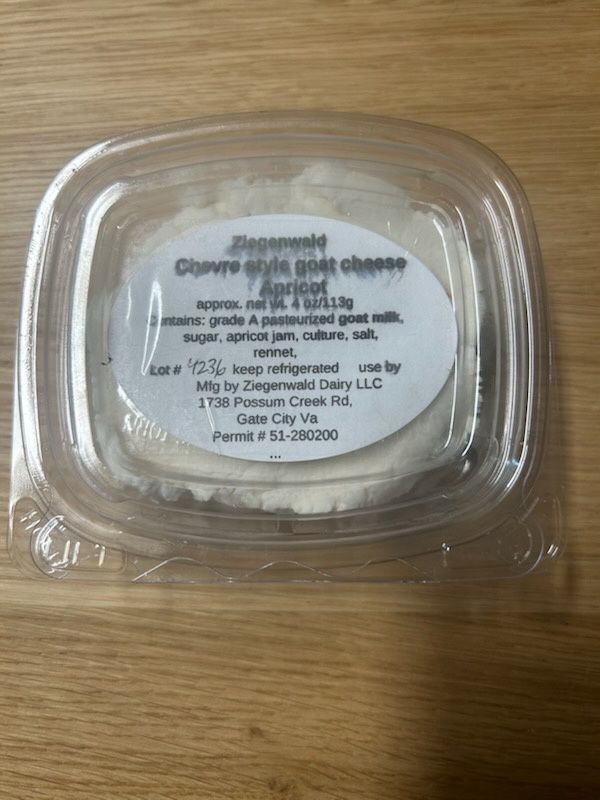 Ziegenwald
Chevre style goat cheese
Apricot
approx. net wt. 4 oz/113g
Contains: grade A pasteurized goat milk,
sugar, apricot jam, culture, salt,
rennet,
Lot # 4236 keep refrigerated use by
Mfg by Ziegenwald Dairy LLC
1738 Possum Creek Rd,
Gate City Va
Permit # 51-280200
...